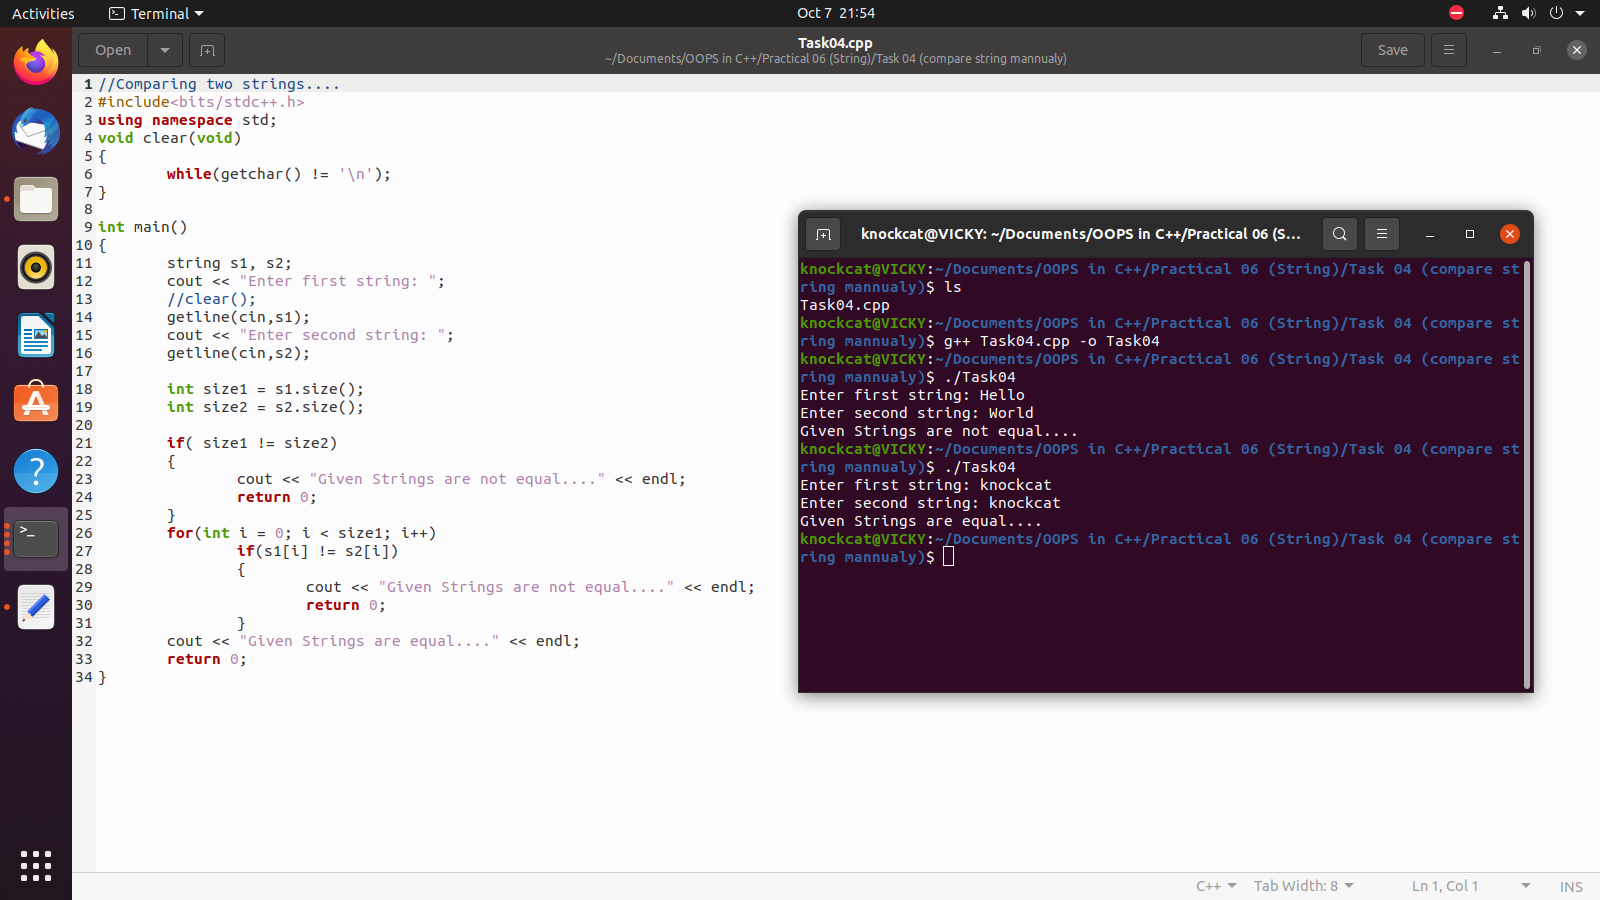 Activities
Terminal
Oct 7 21:54
Open
Task04.cpp
~/Documents/OOPS in C++/Practical 06 (String)/Task 04 (compare string mannualy)
Save
1 //Comparing two strings....
2 #include<bits/stdc++.h>
3 using namespace std;
4 void clear(void)
5 {
6 while(getchar() != '\n');
7 }
8
9 int main()
10 {
11 string s1, s2;
12 cout << "Enter first string: ";
13 //clear();
14 getline(cin,s1);
15 cout << "Enter second string: ";
16 getline(cin,s2);
17
18 int size1 = s1.size();
19 int size2 = s2.size();
20
21 if( size1 != size2)
22 {
23 cout << "Given Strings are not equal...." << endl;
24 return 0;
25 }
26 for(int i = 0; i < size1; i++)
27 if(s1[i] != s2[i])
28 {
29 cout << "Given Strings are not equal...." << endl;
30 return 0;
31 }
32 cout << "Given Strings are equal...." << endl;
33 return 0;
34 }
knockcat@VICKY: ~/Documents/OOPS in C++/Practical 06 (S...
knockcat@VICKY:~/Documents/OOPS in C++/Practical 06 (String)/Task 04 (compare st
ring mannualy)$ ls
Task04.cpp
knockcat@VICKY:~/Documents/OOPS in C++/Practical 06 (String)/Task 04 (compare st
ring mannualy)$ g++ Task04.cpp -o Task04
knockcat@VICKY:~/Documents/OOPS in C++/Practical 06 (String)/Task 04 (compare st
ring mannualy)$ ./Task04
Enter first string: Hello
Enter second string: World
Given Strings are not equal....
knockcat@VICKY:~/Documents/OOPS in C++/Practical 06 (String)/Task 04 (compare st
ring mannualy)$ ./Task04
Enter first string: knockcat
Enter second string: knockcat
Given Strings are equal....
knockcat@VICKY:~/Documents/OOPS in C++/Practical 06 (String)/Task 04 (compare st
ring mannualy)$
C++
Tab Width: 8
Ln 1, Col 1
INS